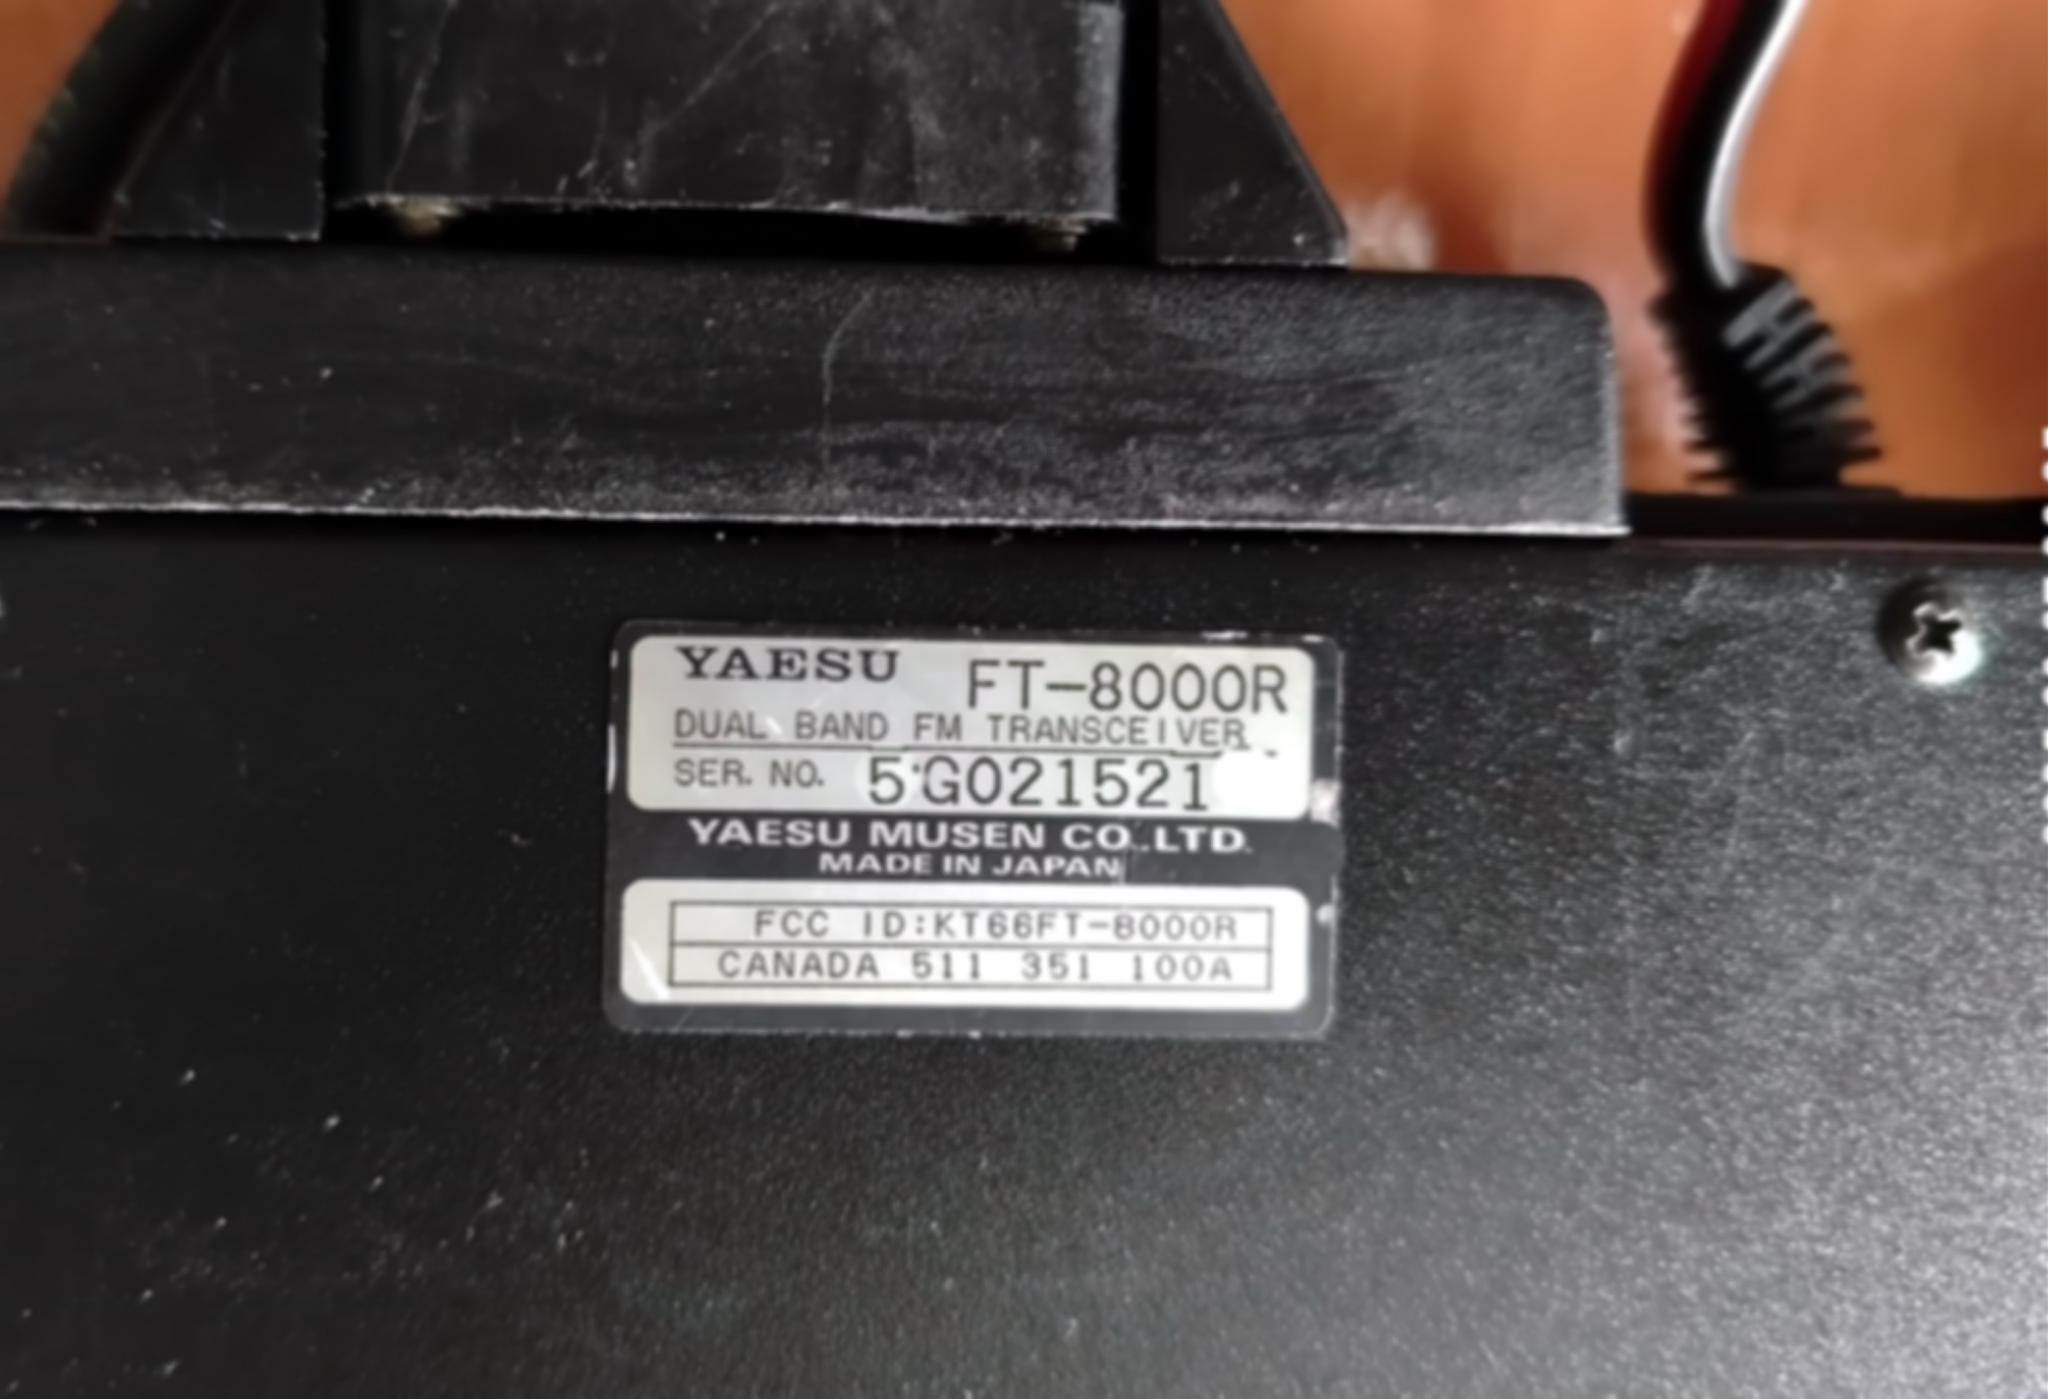 YAESU FT-8000R
DUAL BAND FM TRANSCEIVER
SER. NO. 5G021521
YAESU MUSEN CO.,LTD.
MADE IN JAPAN
FCC ID:KT66FT-8000R
CANADA 511 351 100A